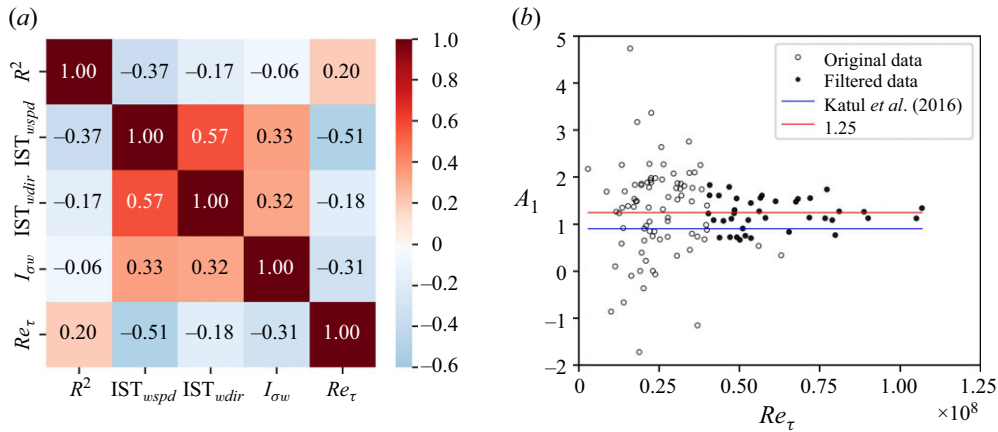 (a)
R²
1.00
−0.37
−0.17
−0.06
0.20
IST_wspd
−0.37
1.00
0.57
0.33
−0.51
IST_wdir
−0.17
0.57
1.00
0.32
−0.18
I_σw
−0.06
0.33
0.32
1.00
−0.31
Re_τ
0.20
−0.51
−0.18
−0.31
1.00
R²
IST_wspd
IST_wdir
I_σw
Re_τ
1.0
0.8
0.6
0.4
0.2
0
−0.2
−0.4
−0.6
(b)
Original data
Filtered data
Katul et al. (2016)
1.25
A₁
5
4
3
2
1
0
−1
−2
0
0.25
0.50
0.75
1.00
1.25
×10⁸
Re_τ